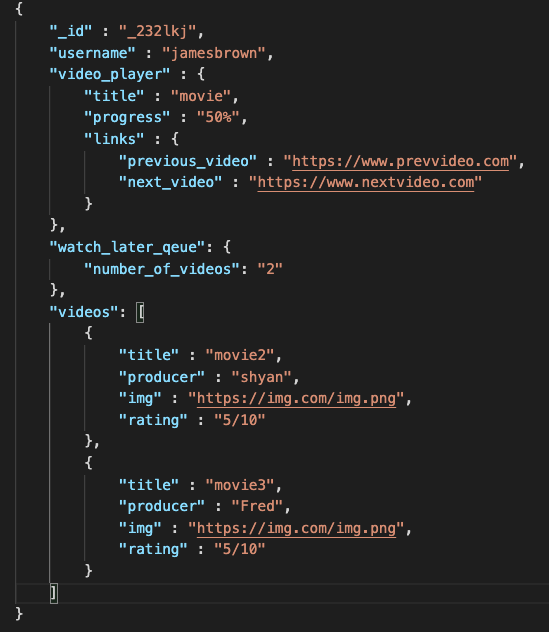 {
"_id" : "_232lkj",
"username" : "jamesbrown",
"video_player" : {
"title" : "movie",
"progress" : "50%",
"links" : {
"previous_video" : "https://www.prevvideo.com",
"next_video" : "https://www.nextvideo.com"
}
},
"watch_later_qeue": {
"number_of_videos": "2"
},
"videos": [
{
"title" : "movie2",
"producer" : "shyan",
"img" : "https://img.com/img.png",
"rating" : "5/10"
},
{
"title" : "movie3",
"producer" : "Fred",
"img" : "https://img.com/img.png",
"rating" : "5/10"
}
]
}